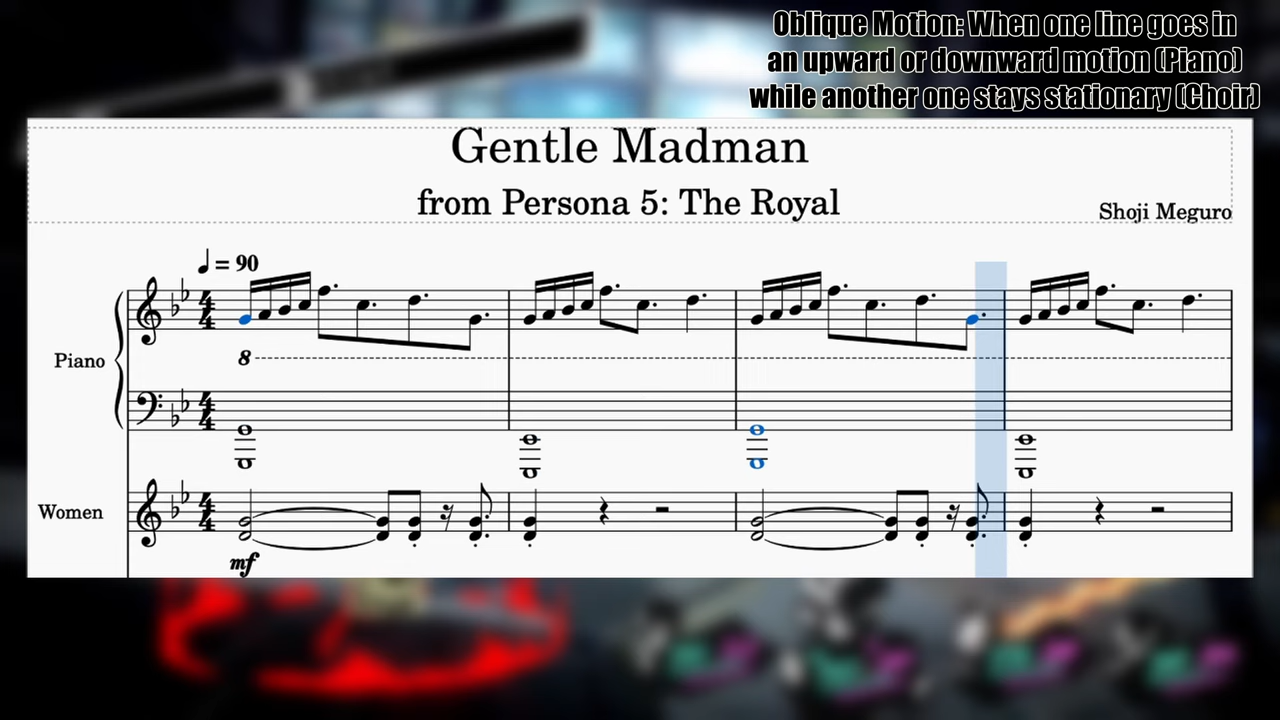 Oblique Motion: When one line goes in
an upward or downward motion (Piano)
while another one stays stationary (Choir)
Gentle Madman
from Persona 5: The Royal
Shoji Meguro
♩ = 90
Piano
8
Women
mf